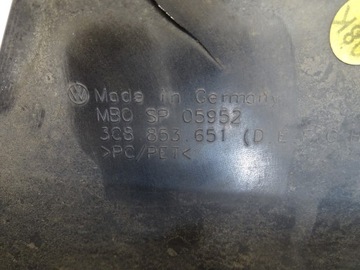 Made in Germany
MBO SP 05952
3C8 853 651 (D E
>PC/PET<